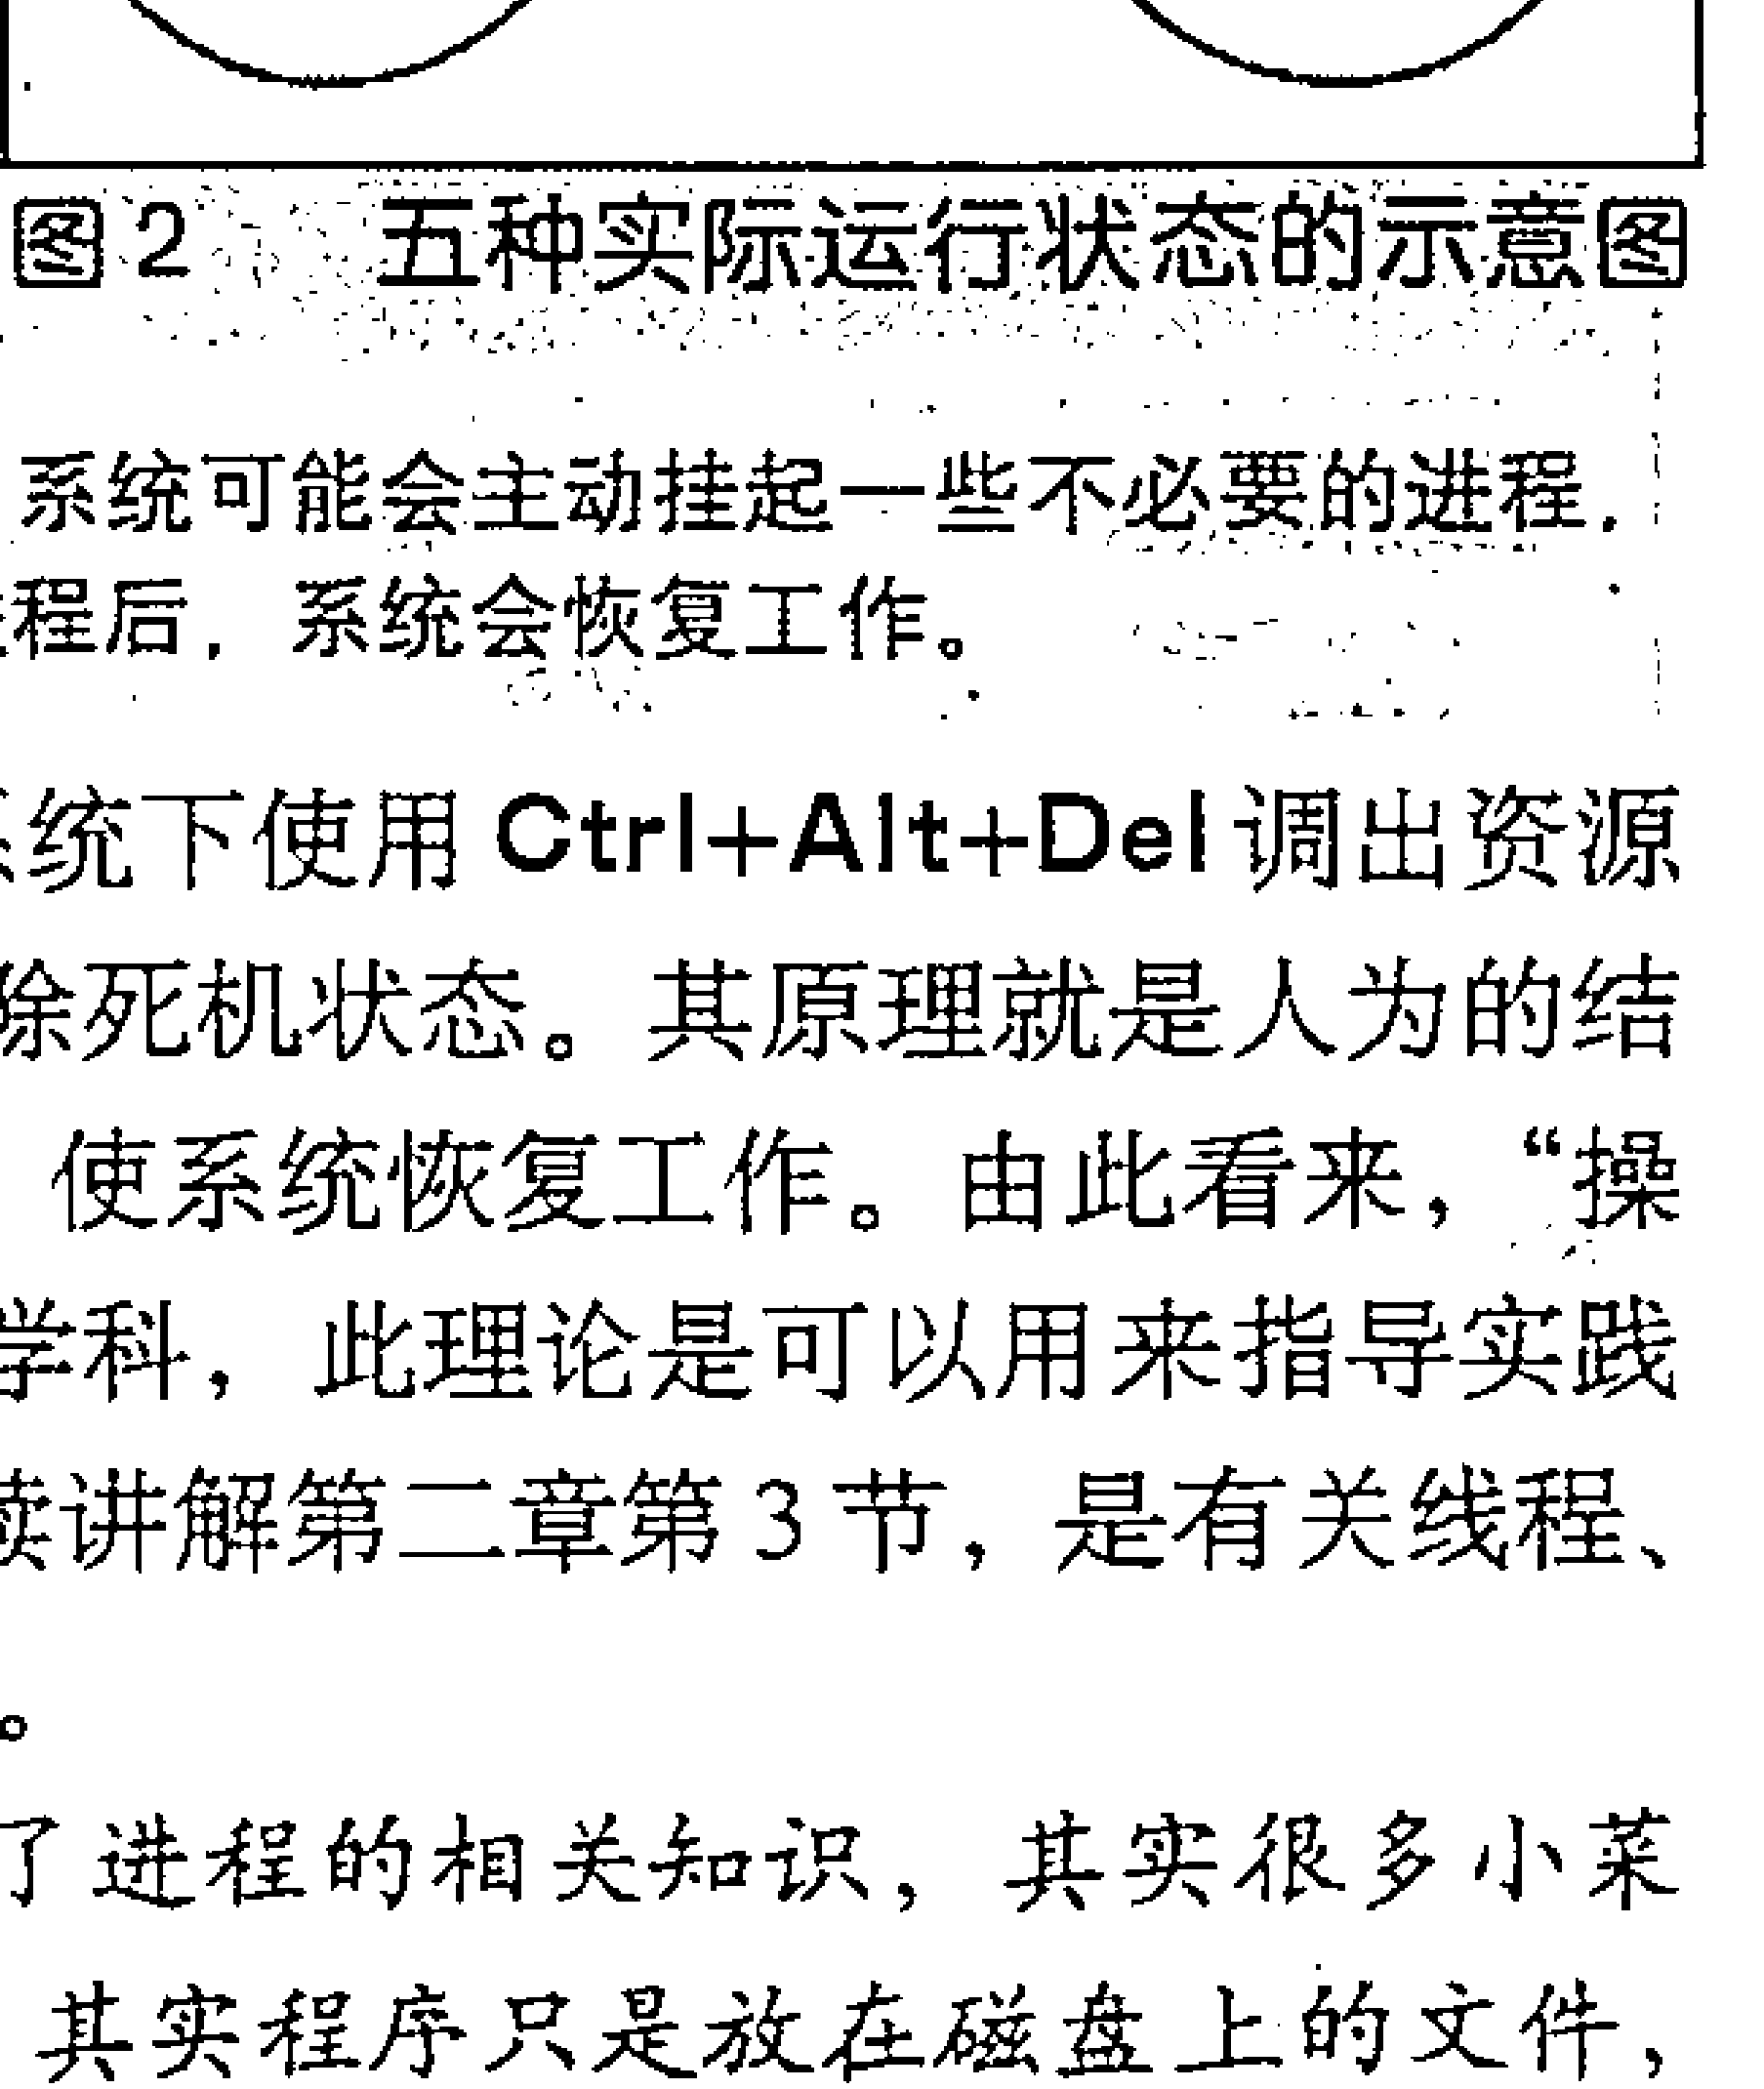 图2 五种实际运行状态的示意图
系统可能会主动挂起一些不必要的进程，
程后，系统会恢复工作。
统下使用 Ctrl+Alt+Del 调出资源
除死机状态。其原理就是人为的结
使系统恢复工作。由此看来，“操
学科，此理论是可以用来指导实践
读讲解第二章第 3 节，是有关线程、
。
了进程的相关知识，其实很多小菜
其实程序只是放在磁盘上的文件，